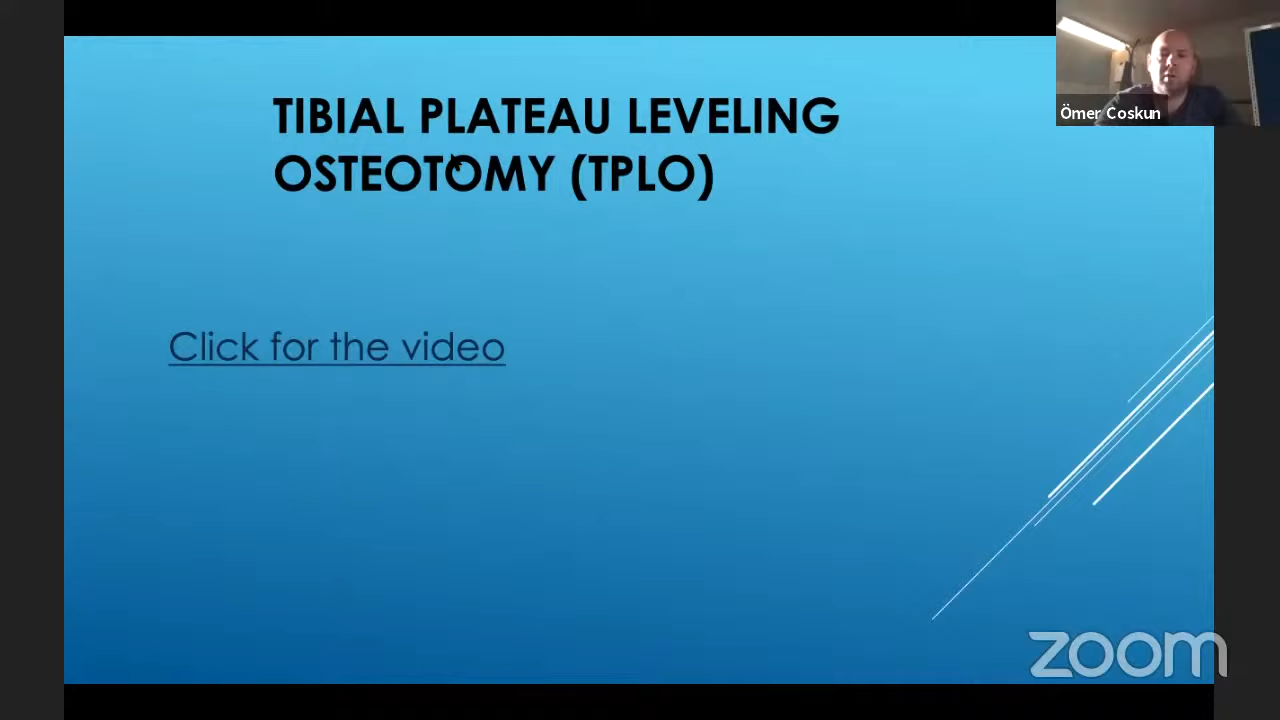 TIBIAL PLATEAU LEVELING
OSTEOTOMY (TPLO)
Click for the video
Ömer Coskun
zoom